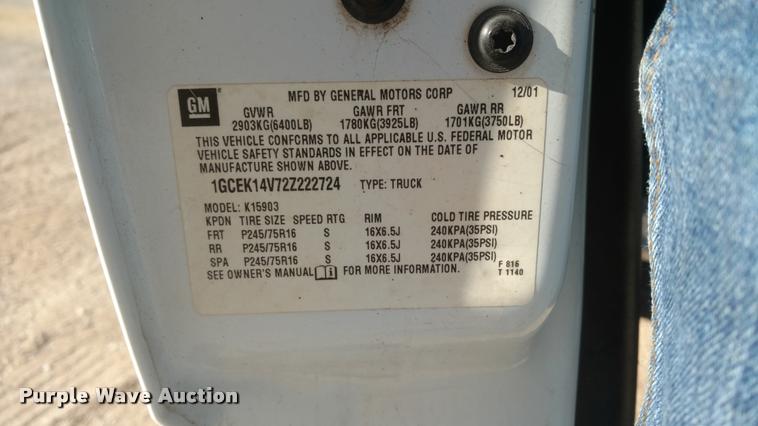 GM
MFD BY GENERAL MOTORS CORP 12/01
GVWR GAWR FRT GAWR RR
2903KG(6400LB) 1780KG(3925LB) 1701KG(3750LB)
THIS VEHICLE CONFORMS TO ALL APPLICABLE U.S. FEDERAL MOTOR
VEHICLE SAFETY STANDARDS IN EFFECT ON THE DATE OF
MANUFACTURE SHOWN ABOVE.
1GCEK14V72Z222724 TYPE: TRUCK
MODEL: K15903
KPDN TIRE SIZE SPEED RTG RIM COLD TIRE PRESSURE
FRT P245/75R16 S 16X6.5J 240KPA(35PSI)
RR P245/75R16 S 16X6.5J 240KPA(35PSI)
SPA P245/75R16 S 16X6.5J 240KPA(35PSI)
SEE OWNER'S MANUAL FOR MORE INFORMATION.
F 816
T 1140
Purple Wave Auction